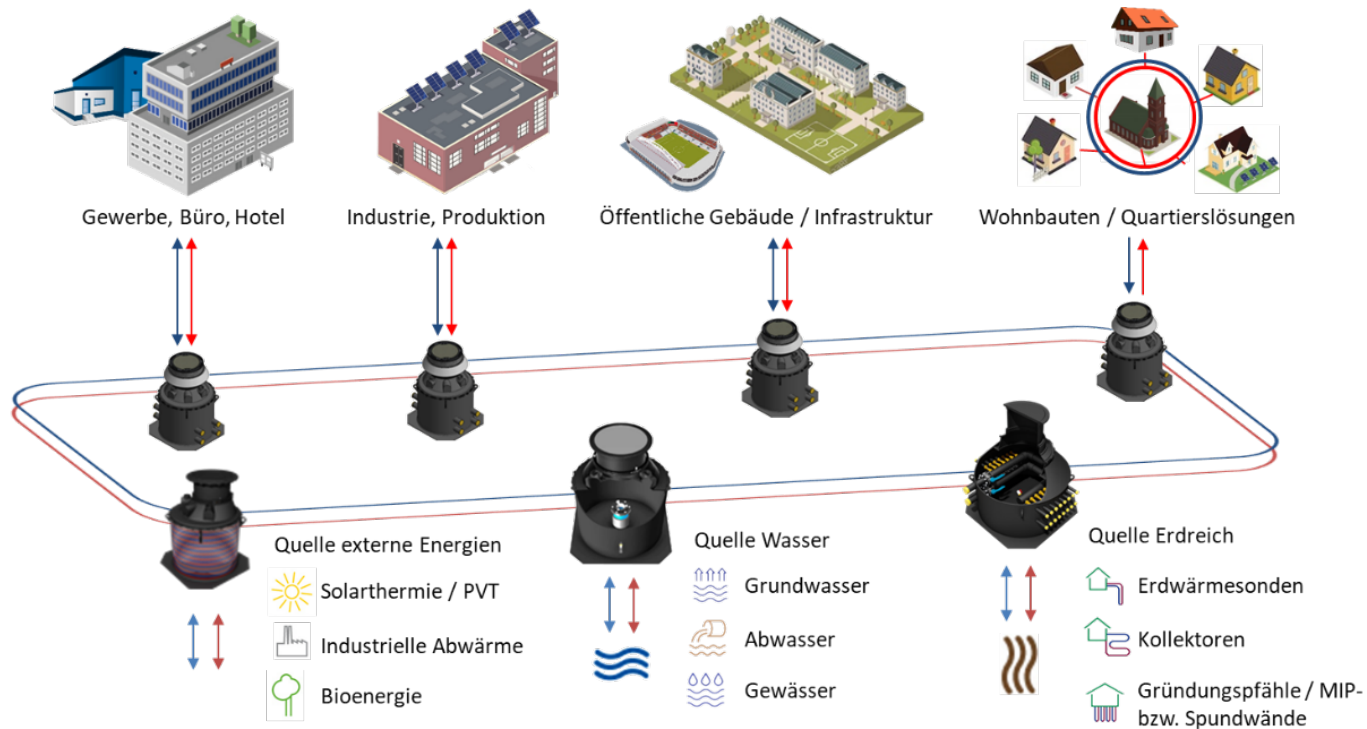 Gewerbe, Büro, Hotel
Industrie, Produktion
Öffentliche Gebäude / Infrastruktur
Wohnbauten / Quartierslösungen
Quelle externe Energien
Solarthermie / PVT
Industrielle Abwärme
Bioenergie
Quelle Wasser
Grundwasser
Abwasser
Gewässer
Quelle Erdreich
Erdwärmesonden
Kollektoren
Gründungspfähle / MIP-
bzw. Spundwände